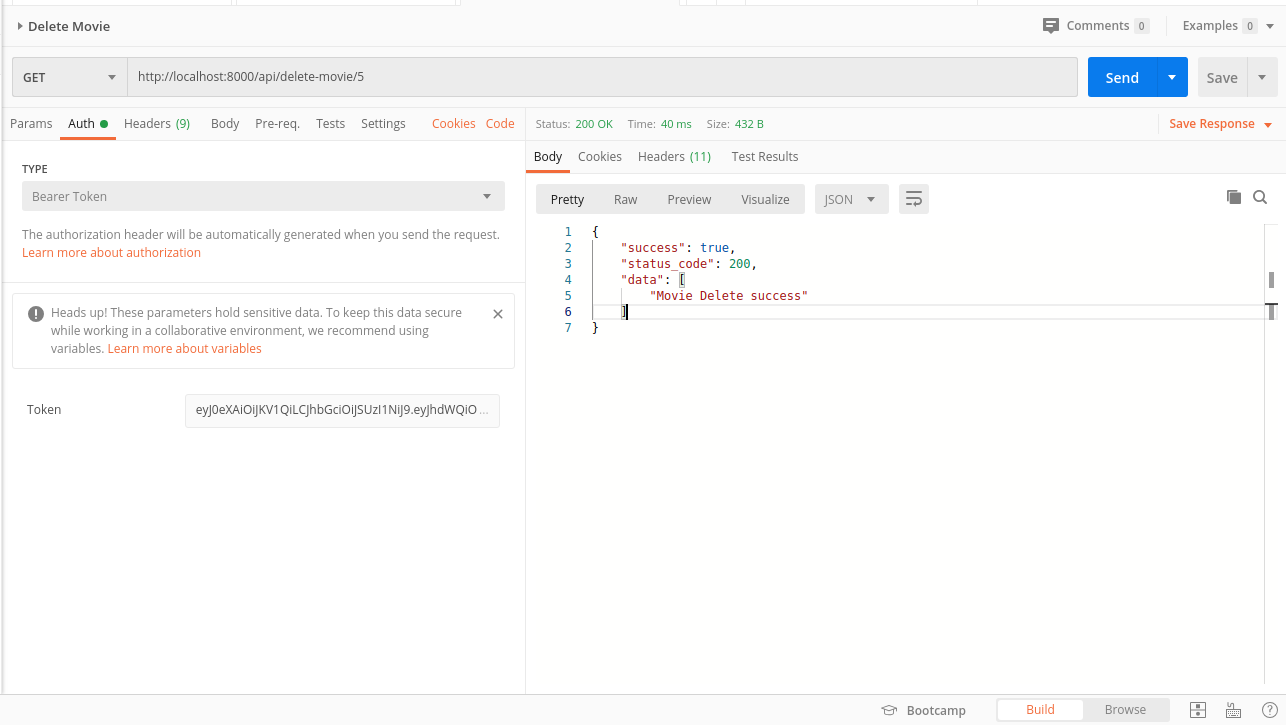 Delete Movie
Comments 0 Examples 0
GET http://localhost:8000/api/delete-movie/5 Send Save
Params Auth Headers (9) Body Pre-req. Tests Settings Cookies Code
Status: 200 OK Time: 40 ms Size: 432 B Save Response
TYPE
Bearer Token
The authorization header will be automatically generated when you send the request.
Learn more about authorization
Heads up! These parameters hold sensitive data. To keep this data secure
while working in a collaborative environment, we recommend using
variables. Learn more about variables
Token eyJ0eXAiOiJKV1QiLCJhbGciOiJSUzI1NiJ9.eyJhdWQiO ...
Body Cookies Headers (11) Test Results
Pretty Raw Preview Visualize JSON
1 {
2 "success": true,
3 "status_code": 200,
4 "data": [
5 "Movie Delete success"
6 ]
7 }
Bootcamp Build Browse